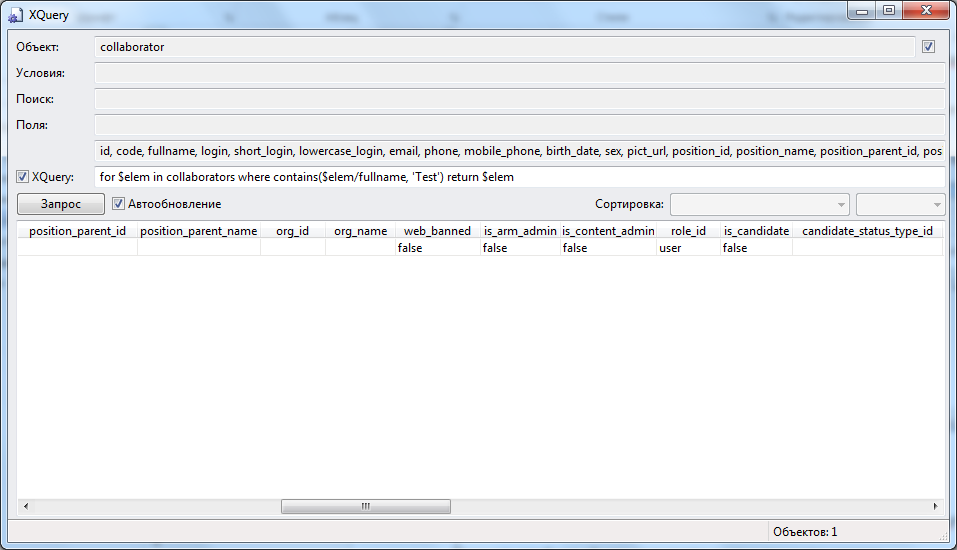 XQuery
Объект: collaborator
Условия:
Поиск:
Поля:
id, code, fullname, login, short_login, lowercase_login, email, phone, mobile_phone, birth_date, sex, pict_url, position_id, position_name, position_parent_id, pos
XQuery: for $elem in collaborators where contains($elem/fullname, 'Test') return $elem
Запрос Автообновление Сортировка:
position_parent_id position_parent_name org_id org_name web_banned is_arm_admin is_content_admin role_id is_candidate candidate_status_type_id
false false false user false
Объектов: 1